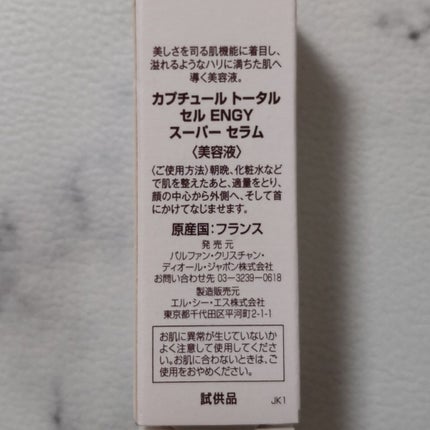 美しさを司る肌機能に着目し、
溢れるようなハリに満ちた肌へ
導く美容液。
カプチュール トータル
セル ENGY
スーパー セラム
〈美容液〉
〈ご使用方法〉朝晩、化粧水など
で肌を整えたあと、適量をとり、
顔の中心から外側へ、そして首
にかけてなじませます。
原産国：フランス
発売元
パルファン・クリスチャン・
ディオール・ジャポン株式会社
お問い合わせ先 03-3239-0618
製造販売元
エル・シー・エス株式会社
東京都千代田区平河町2-1-1
お肌に異常が生じていないか
よく注意して使用してくださ
い。お肌に合わないときは、ご
使用をおやめください。
試供品
JK1